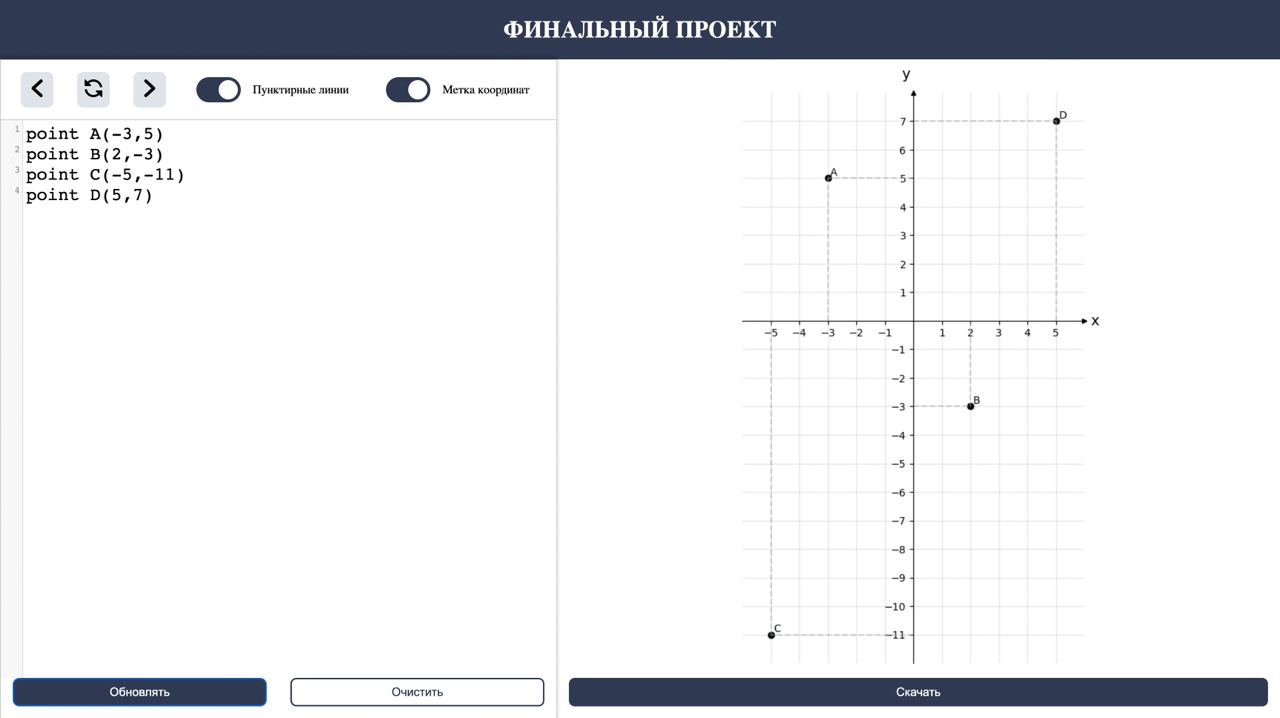 ФИНАЛЬНЫЙ ПРОЕКТ
Пунктирные линии
Метка координат
1 point A(-3,5)
2 point B(2,-3)
3 point C(-5,-11)
4 point D(5,7)
Обновлять
Очистить
y
D
7
6
A
5
4
3
2
1
x
−5 −4 −3 −2 −1 1 2 3 4 5
−1
−2
B
−3
−4
−5
−6
−7
−8
−9
−10
C
−11
Скачать